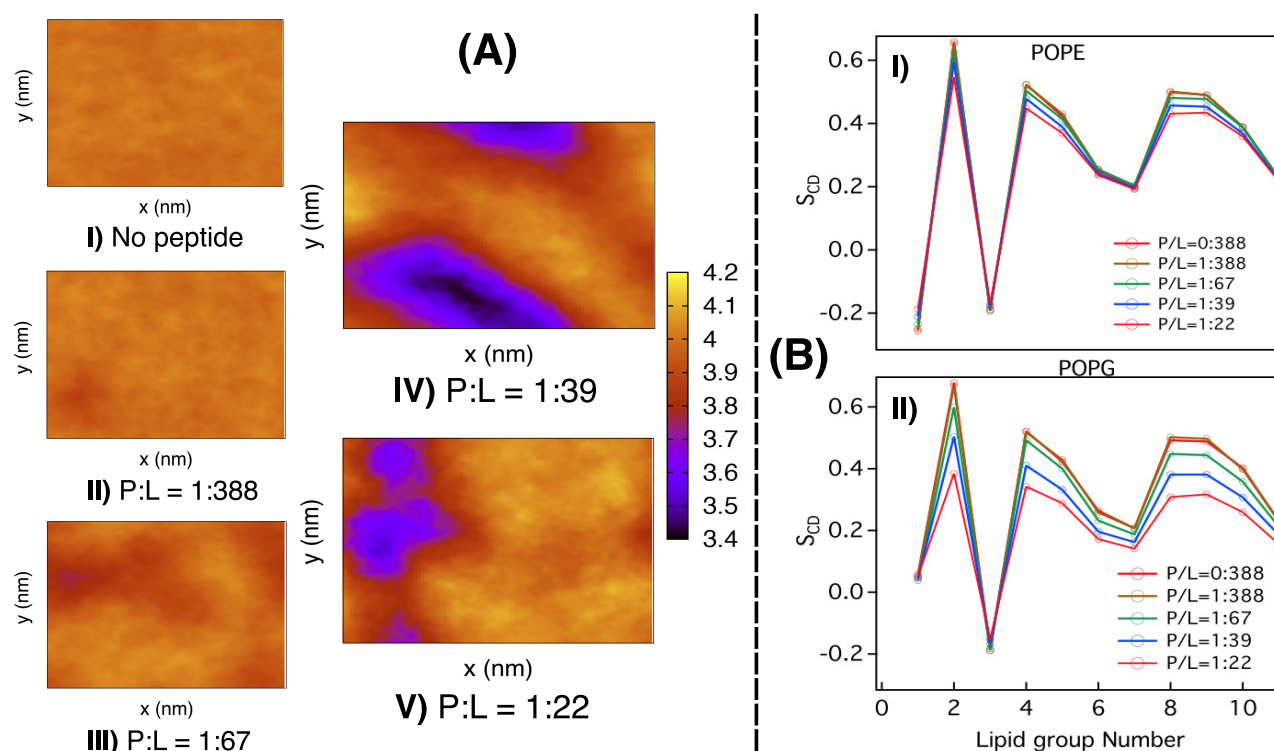 (A)
y (nm)
x (nm)
I) No peptide
y (nm)
x (nm)
II) P:L = 1:388
y (nm)
x (nm)
III) P:L = 1:67
y (nm)
x (nm)
IV) P:L = 1:39
y (nm)
x (nm)
V) P:L = 1:22
4.2
4.1
4
3.9
3.8
3.7
3.6
3.5
3.4
(B)
I)
POPE
0.6
0.4
0.2
0.0
-0.2
SCD
P/L=0:388
P/L=1:388
P/L=1:67
P/L=1:39
P/L=1:22
POPG
II)
0.6
0.4
0.2
0.0
-0.2
SCD
P/L=0:388
P/L=1:388
P/L=1:67
P/L=1:39
P/L=1:22
0 2 4 6 8 10
Lipid group Number